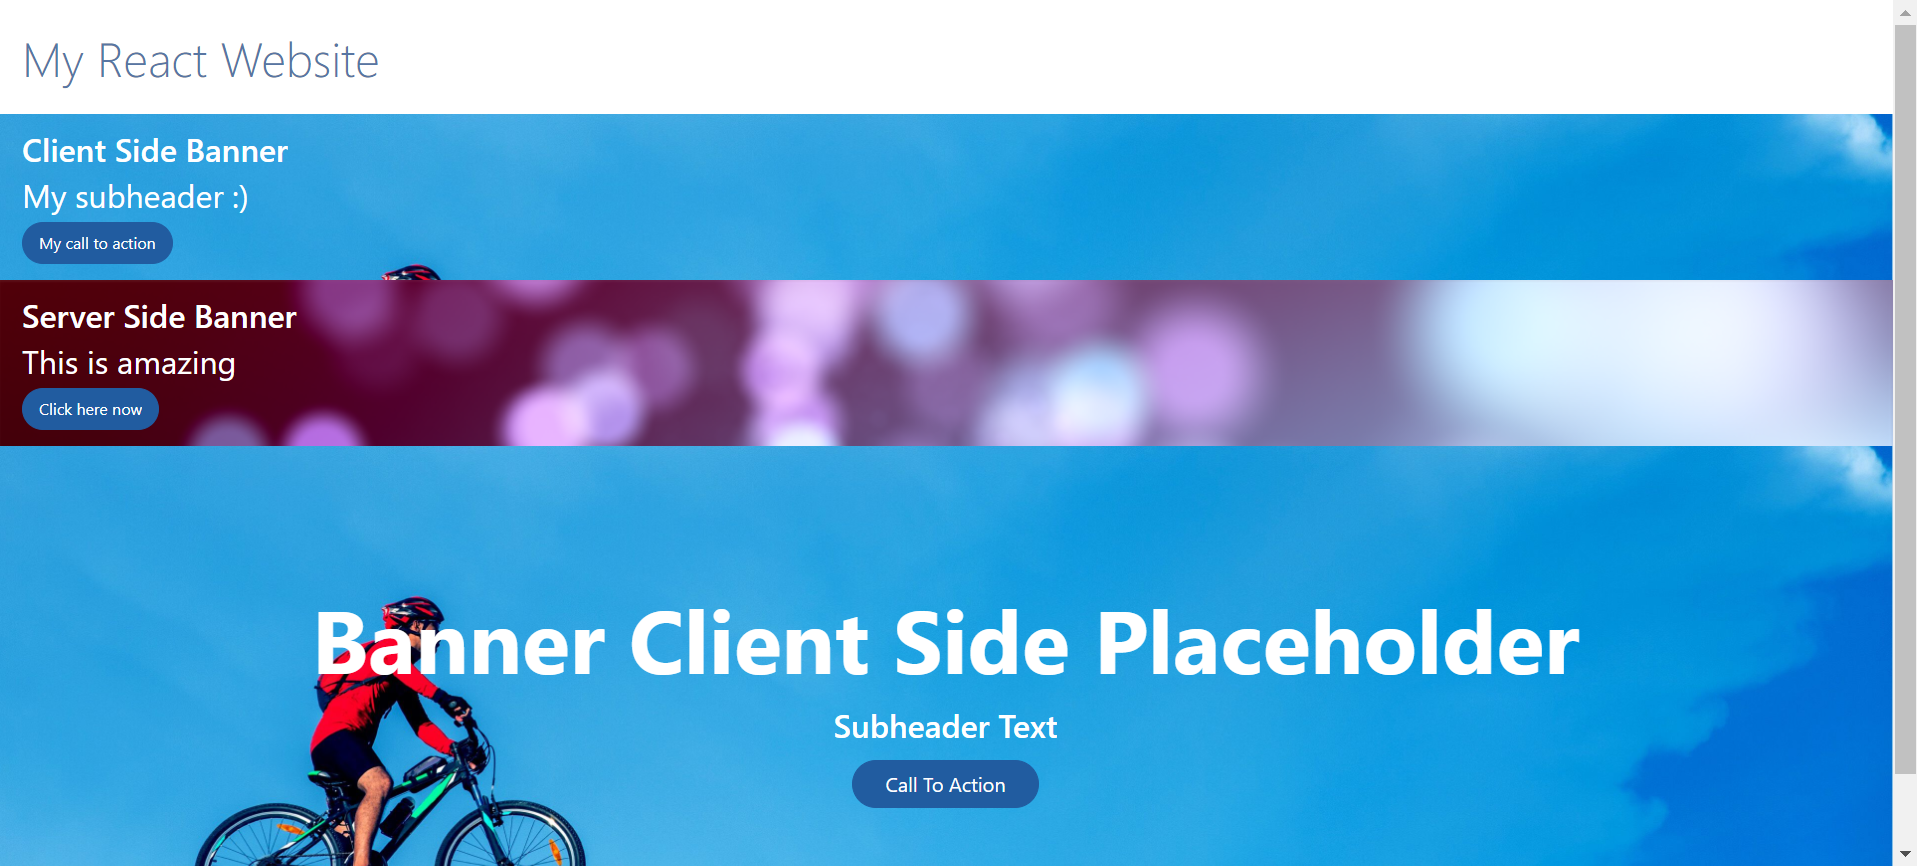 My React Website
Client Side Banner
My subheader :)
My call to action
Server Side Banner
This is amazing
Click here now
Banner Client Side Placeholder
Subheader Text
Call To Action